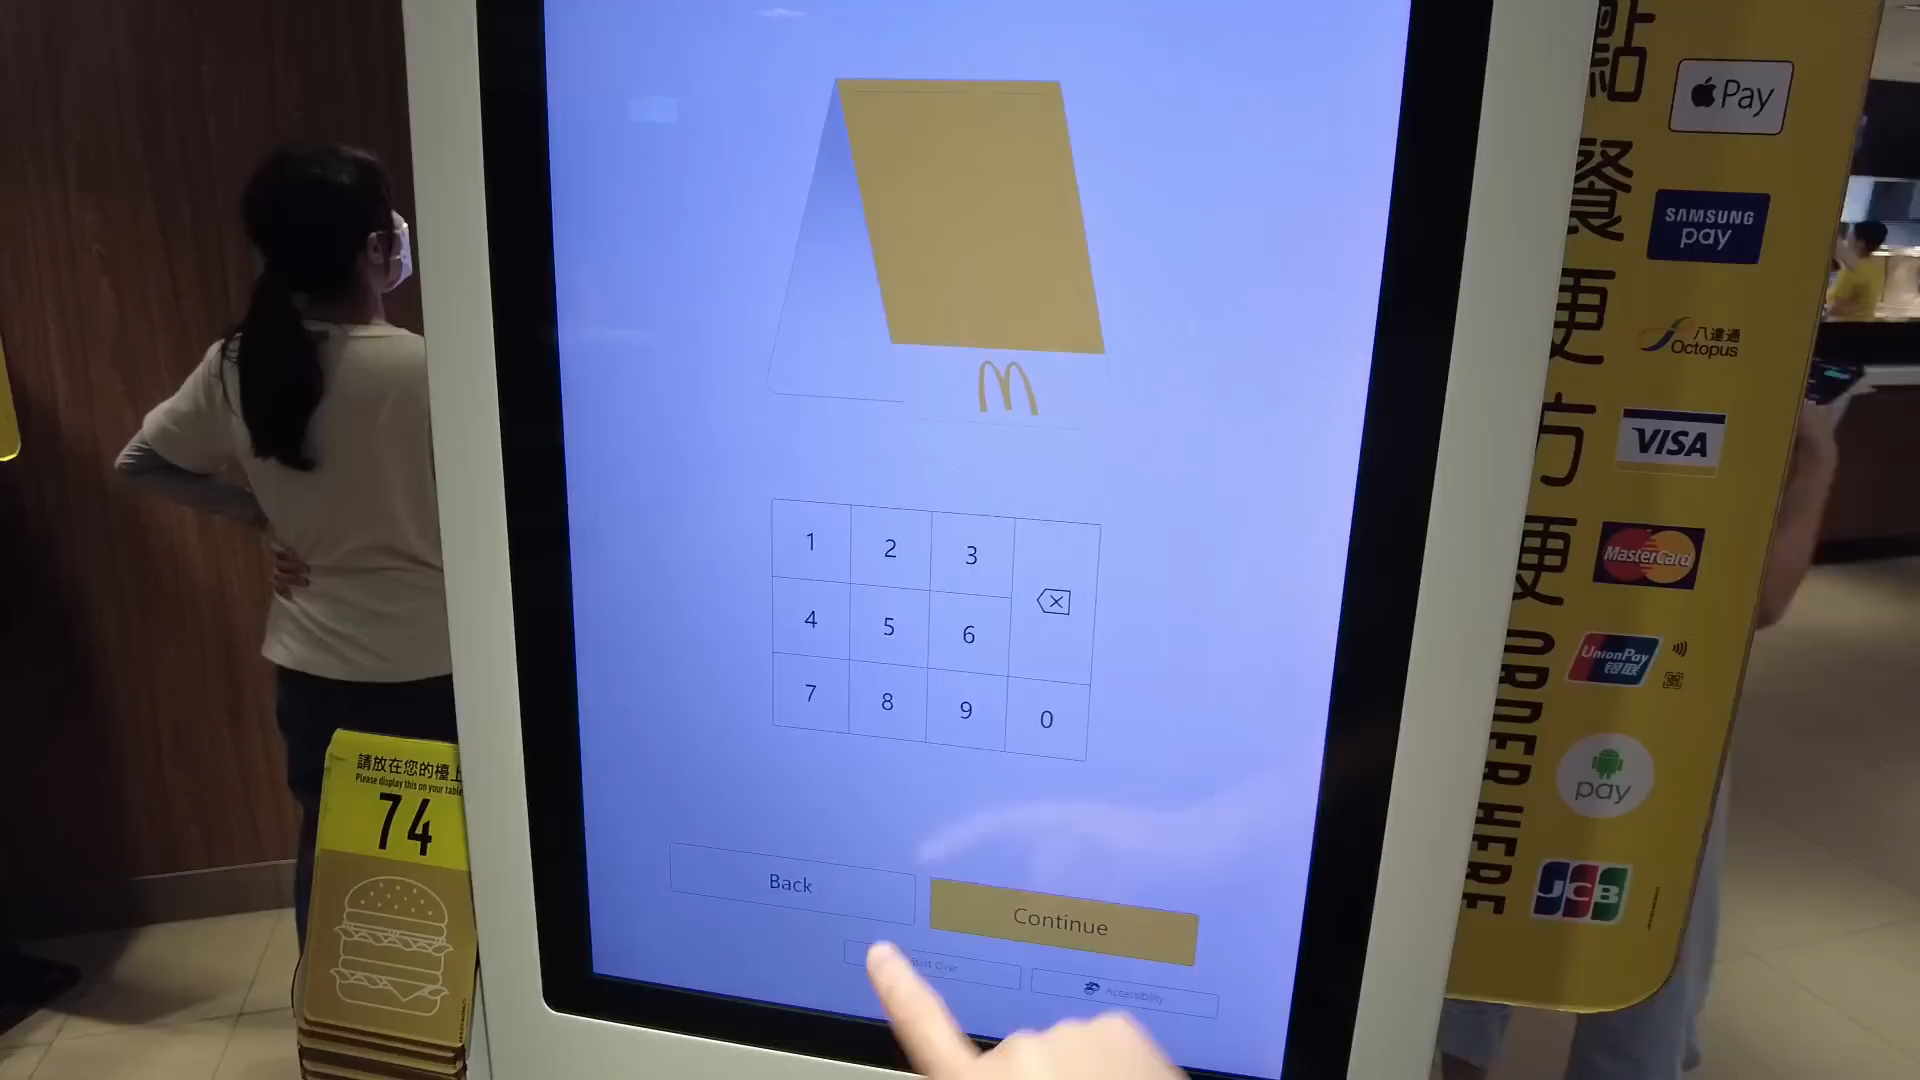 1 2 3
4 5 6
7 8 9 0
Back
Continue
Start Over
Accessibility
請放在您的檯上
Please display this on your table
74
點餐更方便
ORDER HERE
Pay
SAMSUNG
pay
八達通
Octopus
VISA
MasterCard
UnionPay
银联
pay
JCB